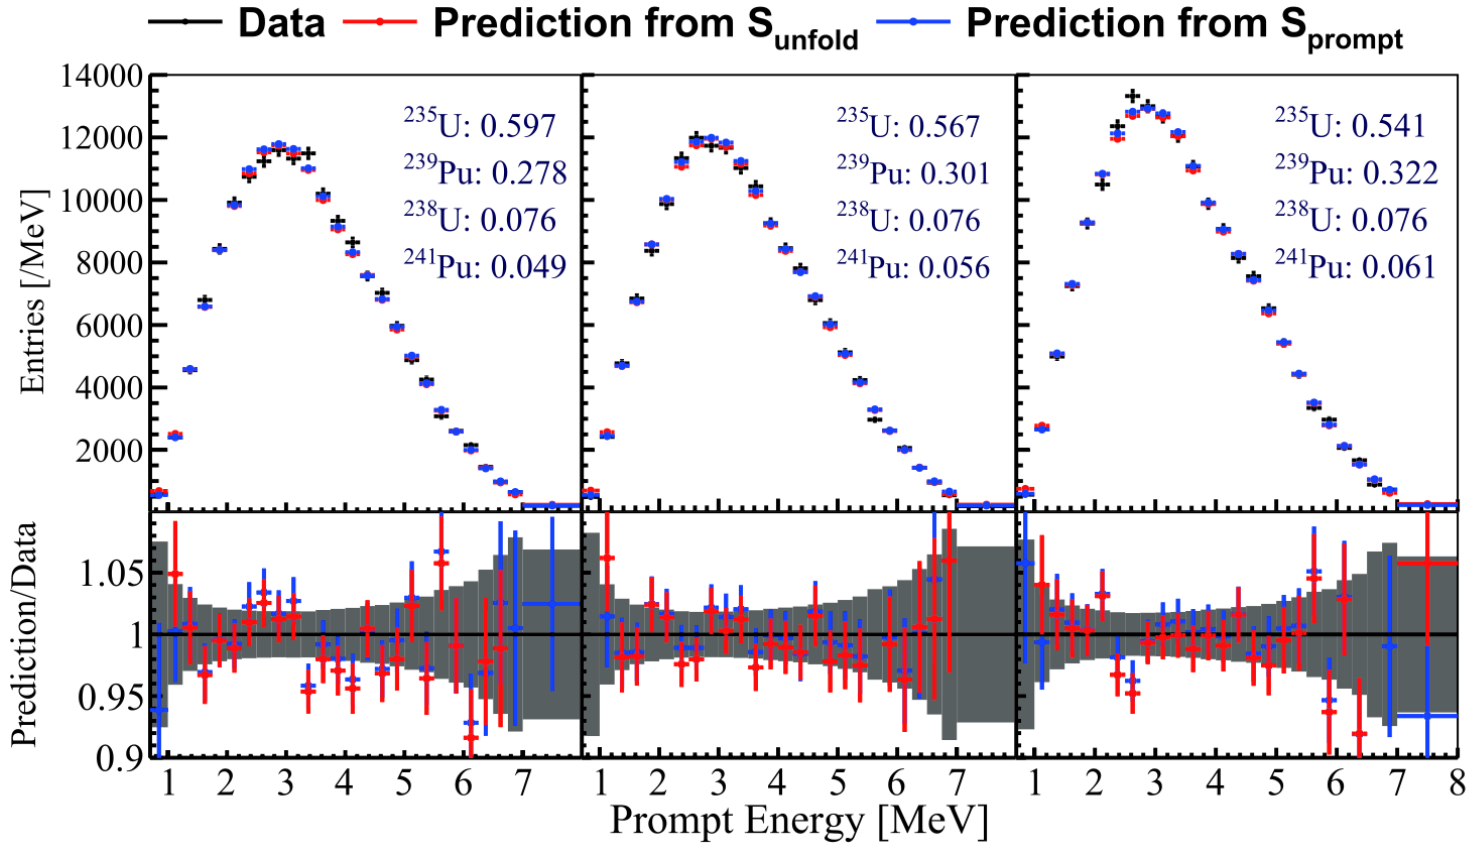 Data Prediction from S_unfold Prediction from S_prompt
14000
12000
10000
8000
6000
4000
2000
Entries [/MeV]
²³⁵U: 0.597
²³⁹Pu: 0.278
²³⁸U: 0.076
²⁴¹Pu: 0.049
²³⁵U: 0.567
²³⁹Pu: 0.301
²³⁸U: 0.076
²⁴¹Pu: 0.056
²³⁵U: 0.541
²³⁹Pu: 0.322
²³⁸U: 0.076
²⁴¹Pu: 0.061
1.05
1
0.95
0.9
Prediction/Data
1 2 3 4 5 6 7 1 2 3 4 5 6 7 1 2 3 4 5 6 7 8
Prompt Energy [MeV]